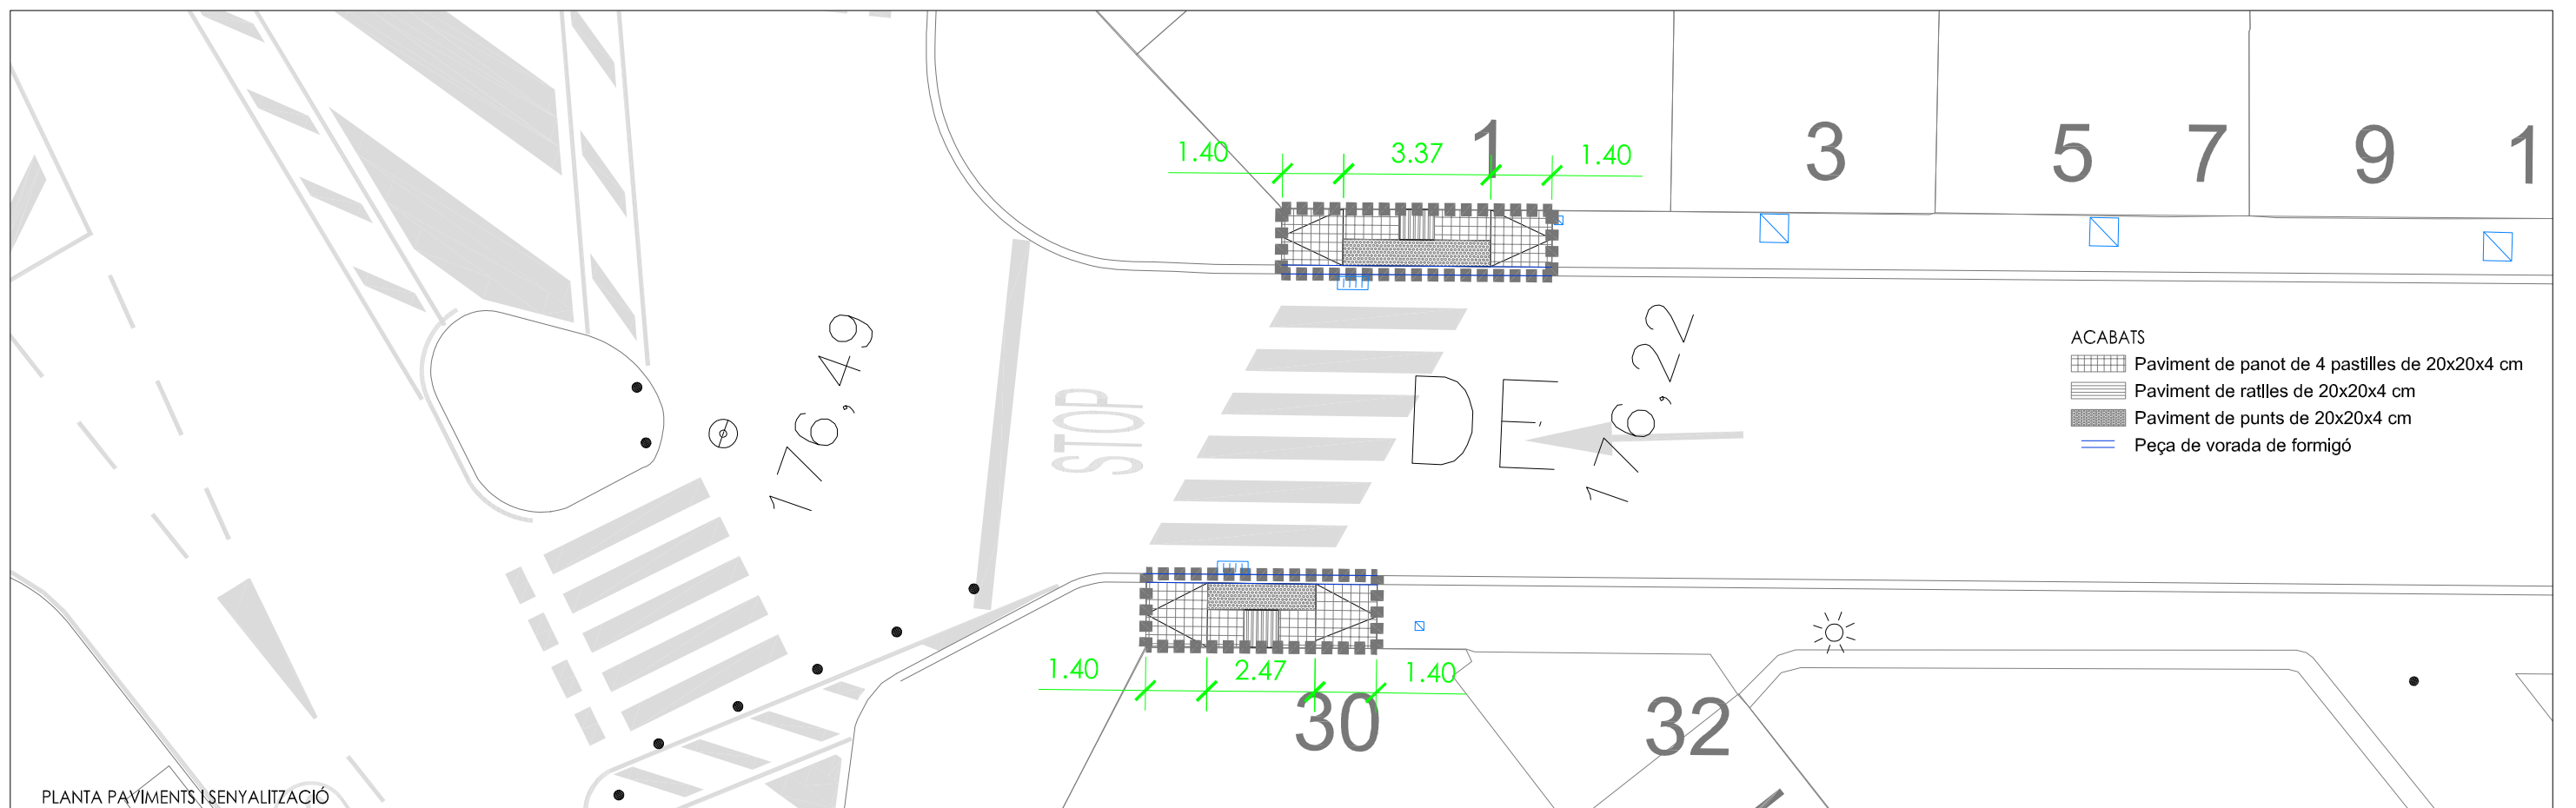 1 3 5 7 9 1
1.40 3.37 1.40
176,49
176,22
STOP
DE
ACABATS
Paviment de panot de 4 pastilles de 20x20x4 cm
Paviment de ratlles de 20x20x4 cm
Paviment de punts de 20x20x4 cm
Peça de vorada de formigó
1.40 2.47 1.40
30 32
PLANTA PAVIMENTS I SENYALITZACIÓ